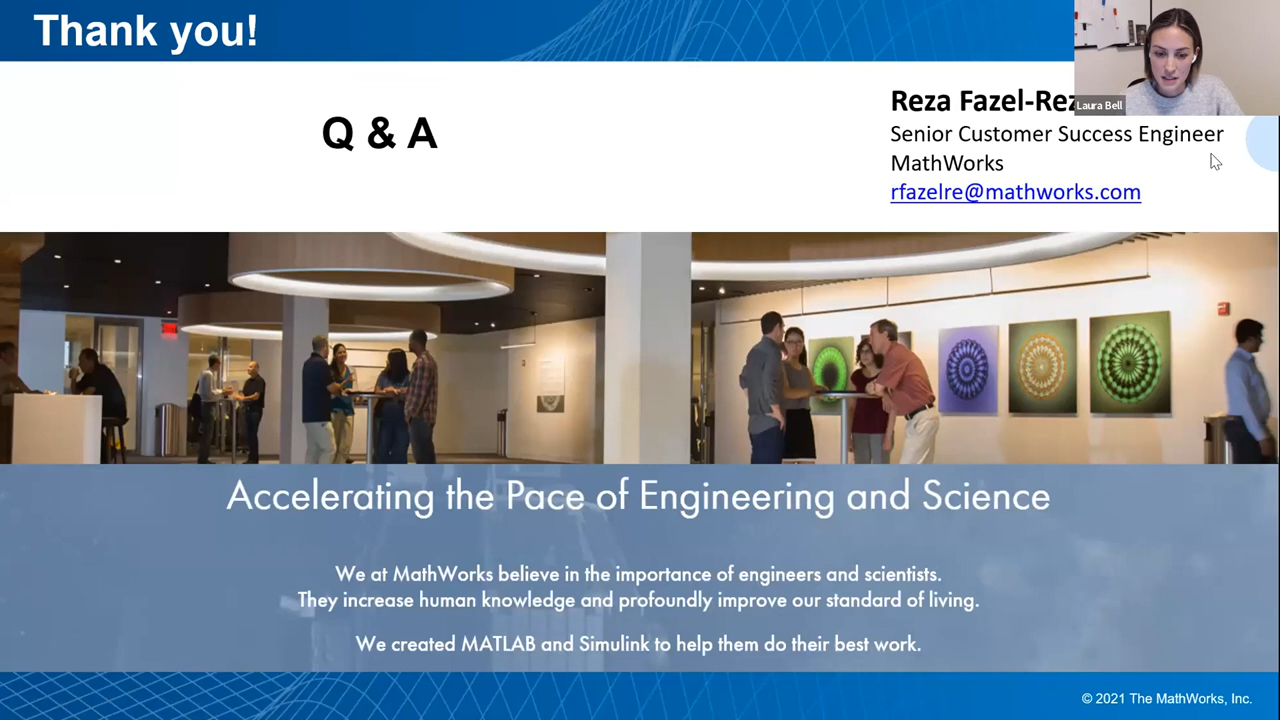 Thank you!
Q & A
Laura Bell
Reza Fazel-Rez
Senior Customer Success Engineer
MathWorks
rfazelre@mathworks.com
Accelerating the Pace of Engineering and Science
We at MathWorks believe in the importance of engineers and scientists.
They increase human knowledge and profoundly improve our standard of living.
We created MATLAB and Simulink to help them do their best work.
© 2021 The MathWorks, Inc.